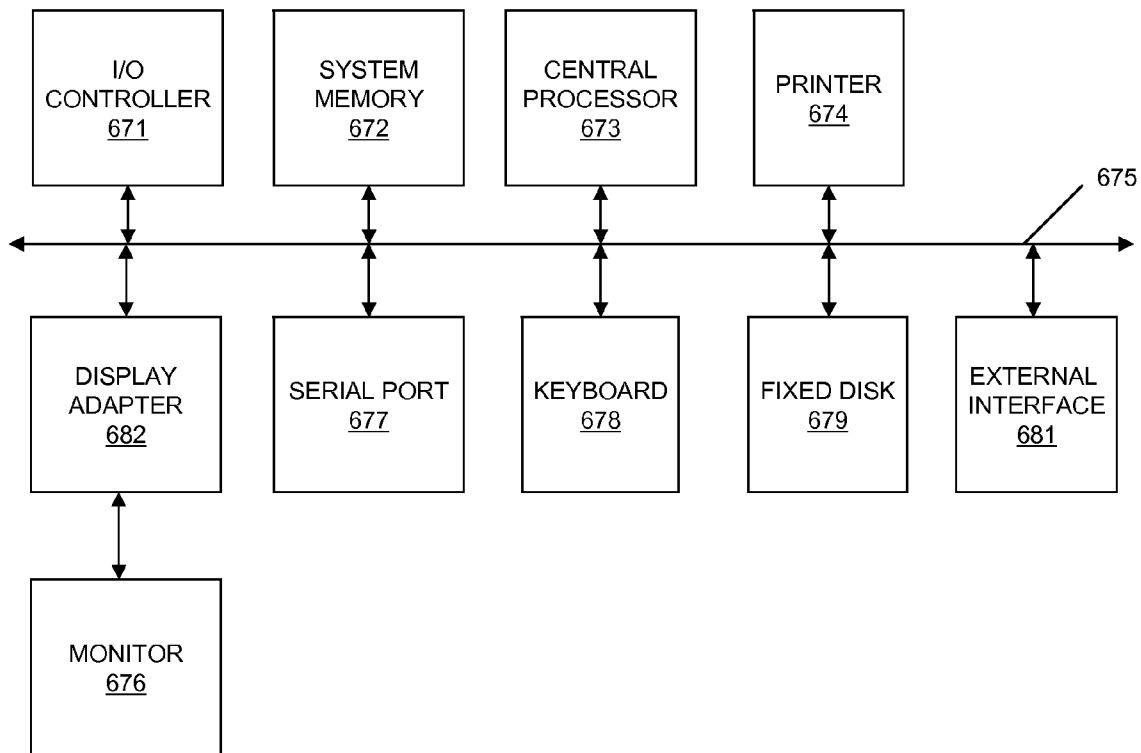 I/O
CONTROLLER
671
SYSTEM
MEMORY
672
CENTRAL
PROCESSOR
673
PRINTER
674
675
DISPLAY
ADAPTER
682
SERIAL PORT
677
KEYBOARD
678
FIXED DISK
679
EXTERNAL
INTERFACE
681
MONITOR
676